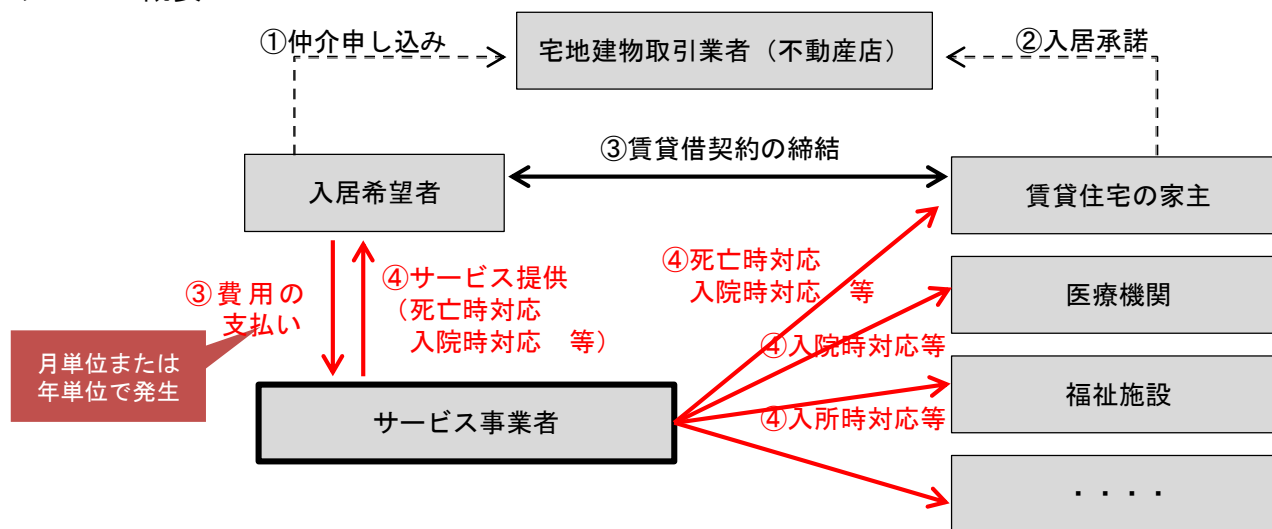 ①仲介申し込み
宅地建物取引業者（不動産店）
②入居承諾
③賃貸借契約の締結
入居希望者
賃貸住宅の家主
③費用の
支払い
④サービス提供
（死亡時対応
入院時対応　等）
④死亡時対応
入院時対応　等
医療機関
④入院時対応等
月単位または
年単位で発生
福祉施設
サービス事業者
④入所時対応等
・・・・